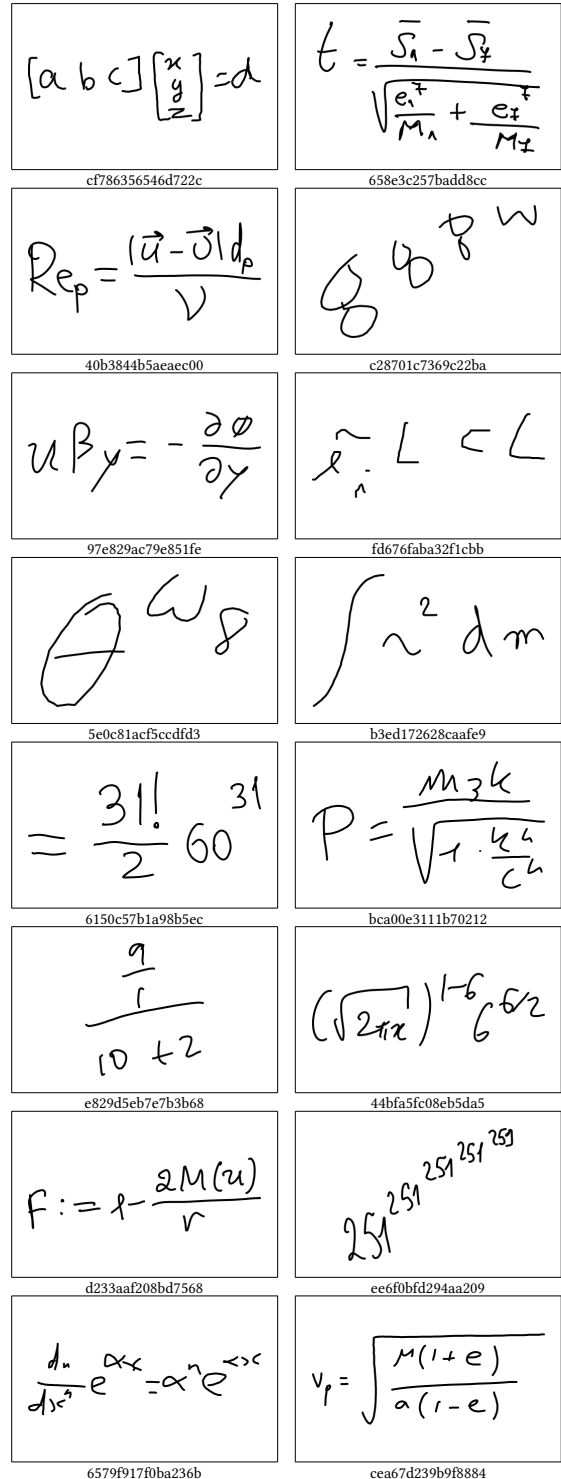 [a b c] [x y z] = d
t = (S̅₁ - S̅₇) / √(e₁⁷/M₁ + e₇⁷/M₇)
cf786356546d722c
658e3c257badd8cc
Re_p = |u⃗ - v⃗| d_p / ν
40b3844b5aeaec00
c28701c7369c22ba
u β_y = - ∂ø/∂y
97e829ac79e851fe
fd676faba32f1cbb
θ^ω 8
∫ r² d m
5e0c81acf5ccdfd3
b3ed172628caafe9
= 31!/2 60³¹
P = m₃k / √(1 · k⁴/c⁴)
6150c57b1a98b5ec
bca00e3111b70212
(9/1) / (10 + 2)
(√(2πx))^(1-6) 6^(6/2)
e829d5eb7e7b3b68
44bfa5fc08eb5da5
F := 1 - 2M(u)/r
251^251^251^251^251
d233aaf208bd7568
ee6f0bfd294aa209
dⁿ/dxⁿ e^αx = αⁿ e^αx
v_p = √(μ(1+e) / a(1-e))
6579f917f0ba236b
cea67d239b9f8884